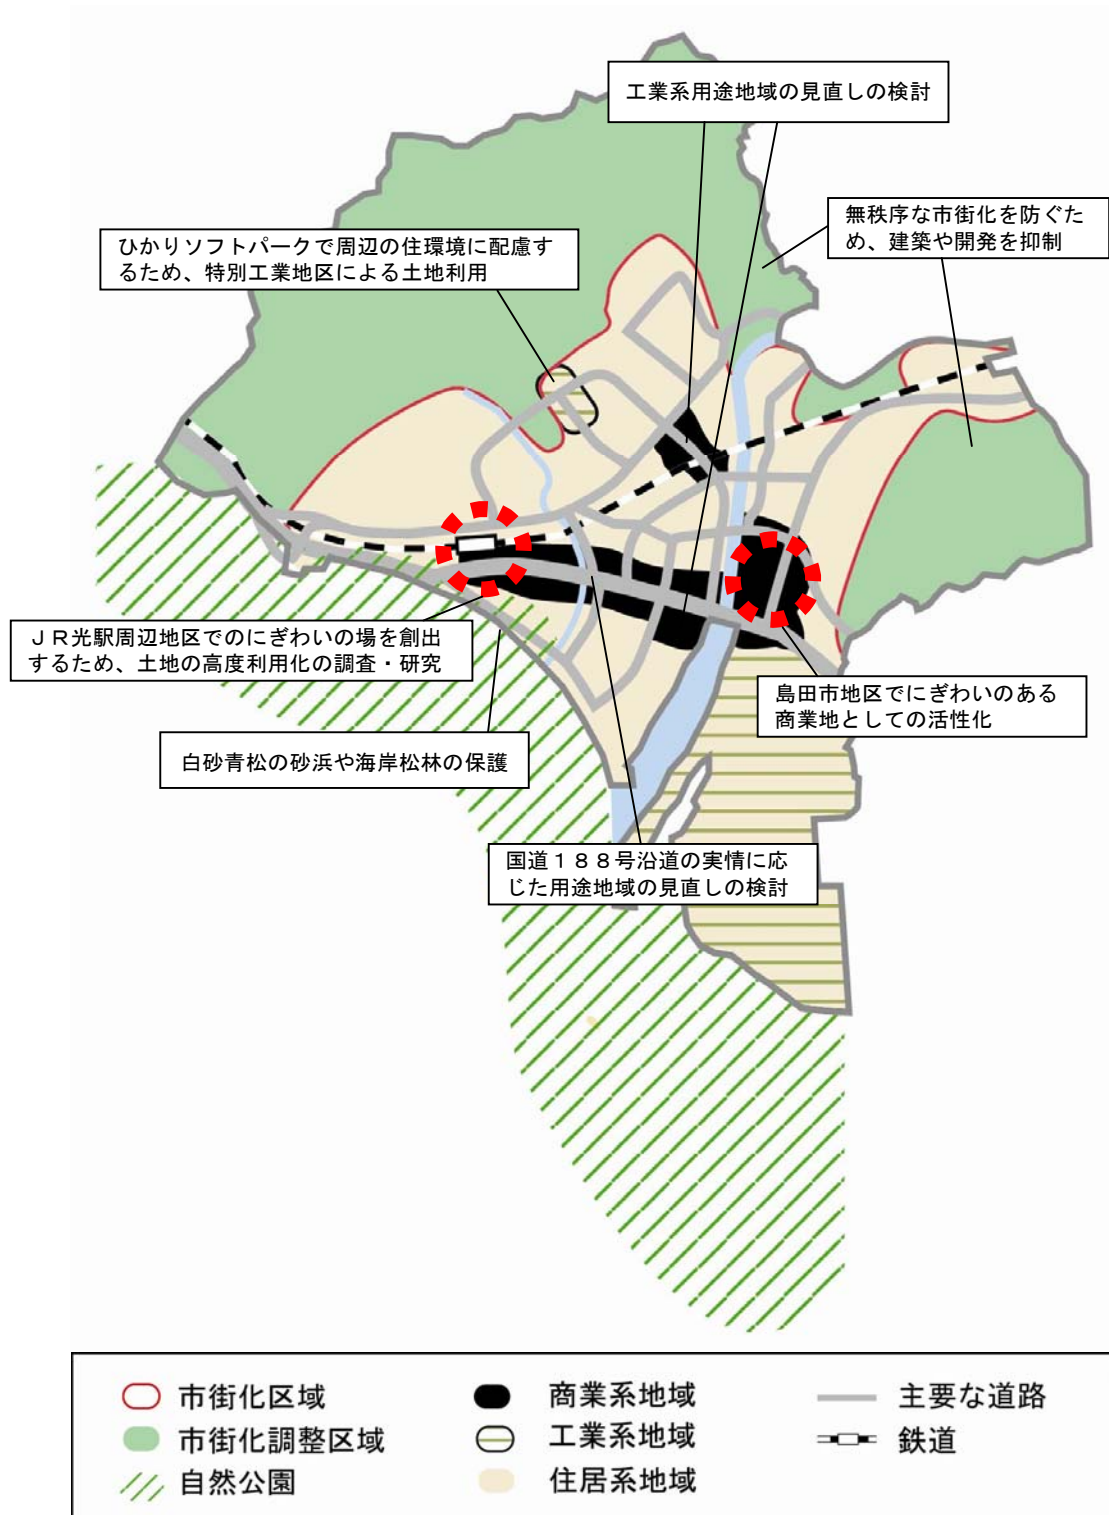 工業系用途地域の見直しの検討
無秩序な市街化を防ぐた
め、建築や開発を抑制
ひかりソフトパークで周辺の住環境に配慮す
るため、特別工業地区による土地利用
ＪＲ光駅周辺地区でのにぎわいの場を創出
するため、土地の高度利用化の調査・研究
島田市地区でにぎわいのある
商業地としての活性化
白砂青松の砂浜や海岸松林の保護
国道１８８号沿道の実情に応
じた用途地域の見直しの検討
市街化区域
市街化調整区域
自然公園
商業系地域
工業系地域
住居系地域
主要な道路
鉄道